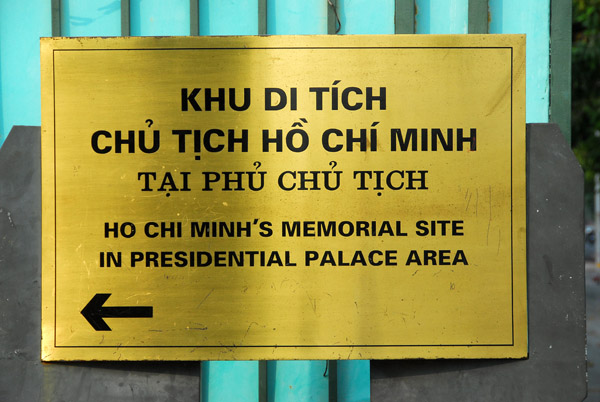 KHU DI TÍCH
CHỦ TỊCH HỒ CHÍ MINH
TẠI PHỦ CHỦ TỊCH
HO CHI MINH'S MEMORIAL SITE
IN PRESIDENTIAL PALACE AREA